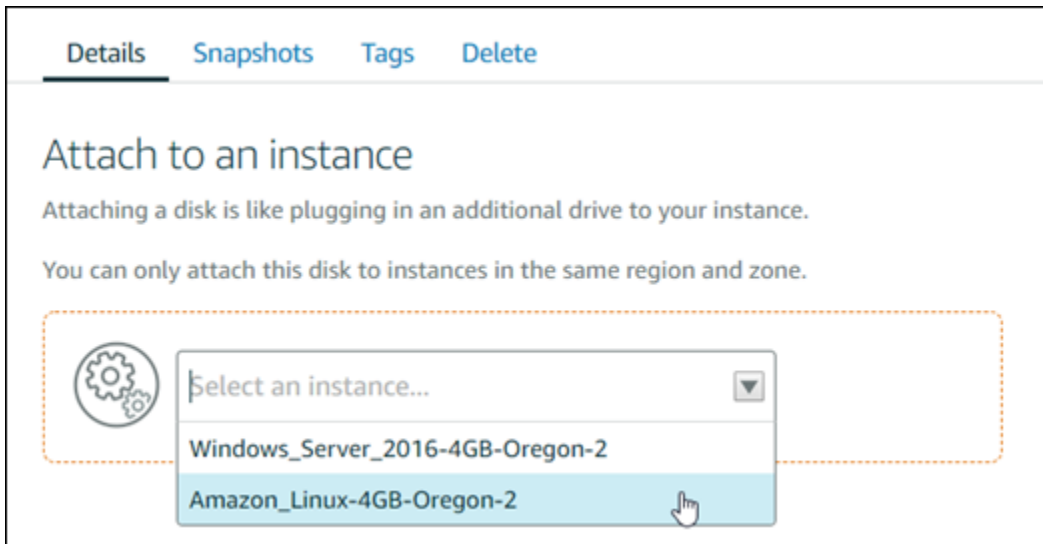 Details Snapshots Tags Delete
Attach to an instance
Attaching a disk is like plugging in an additional drive to your instance.
You can only attach this disk to instances in the same region and zone.
Select an instance...
Windows_Server_2016-4GB-Oregon-2
Amazon_Linux-4GB-Oregon-2